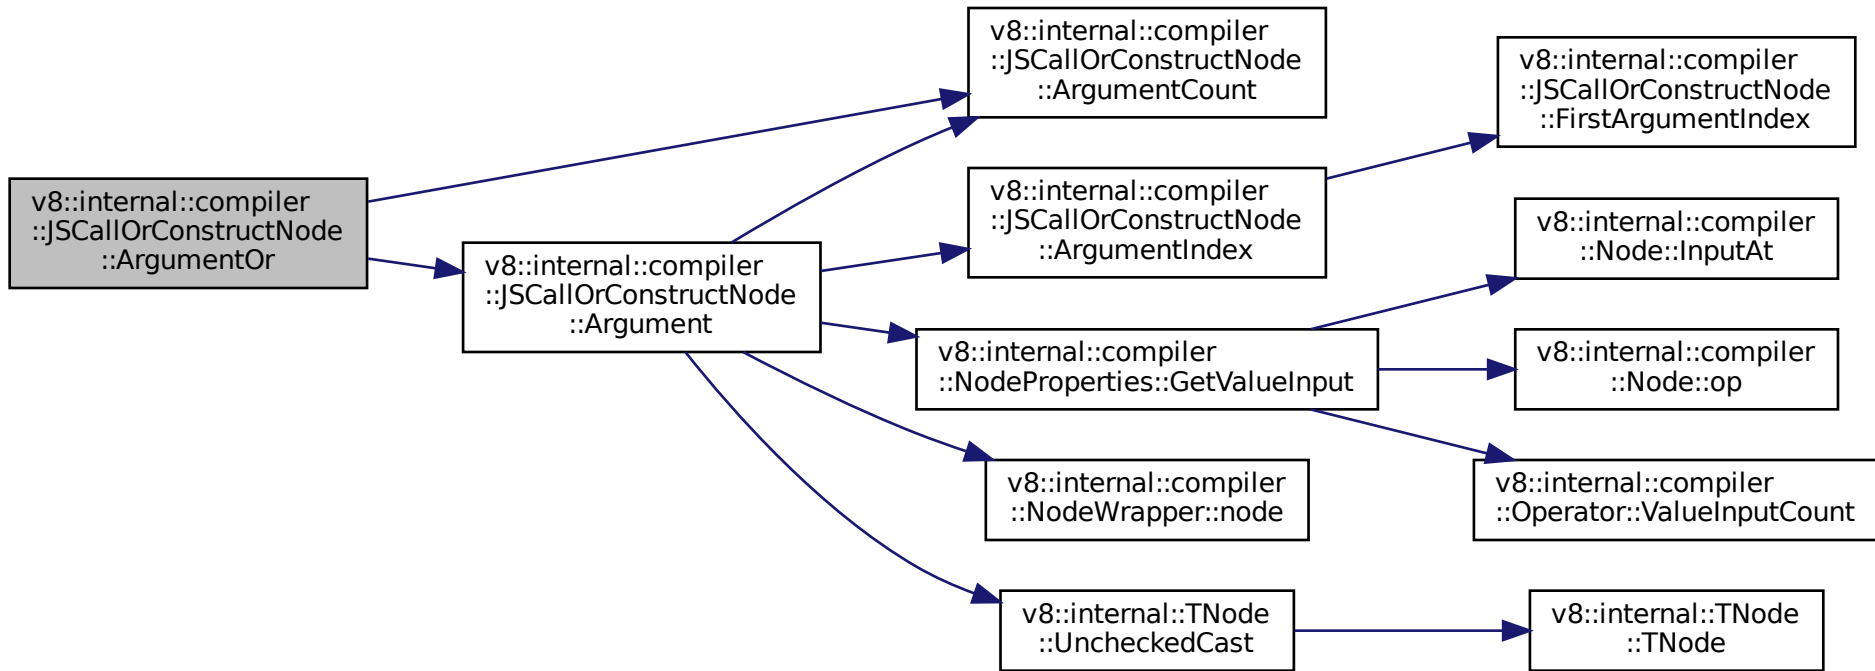 v8::internal::compiler
::JSCallOrConstructNode
::ArgumentOr
v8::internal::compiler
::JSCallOrConstructNode
::Argument
v8::internal::compiler
::JSCallOrConstructNode
::ArgumentCount
v8::internal::compiler
::JSCallOrConstructNode
::ArgumentIndex
v8::internal::compiler
::NodeProperties::GetValueInput
v8::internal::compiler
::NodeWrapper::node
v8::internal::TNode
::UncheckedCast
v8::internal::compiler
::JSCallOrConstructNode
::FirstArgumentIndex
v8::internal::compiler
::Node::InputAt
v8::internal::compiler
::Node::op
v8::internal::compiler
::Operator::ValueInputCount
v8::internal::TNode
::TNode